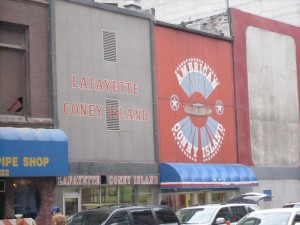 LAFAYETTE
CONEY ISLAND
AMERICAN
CONEY ISLAND
PIPE SHOP
LAFAYETTE CONEY ISLAND